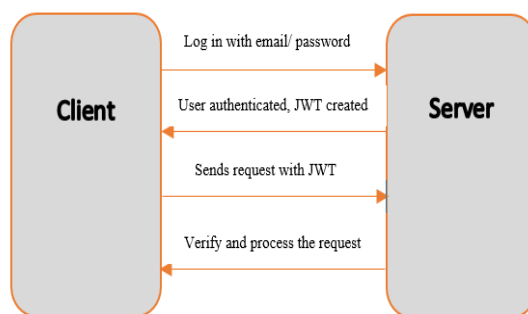 Log in with email/ password
Client
Server
User authenticated, JWT created
Sends request with JWT
Verify and process the request